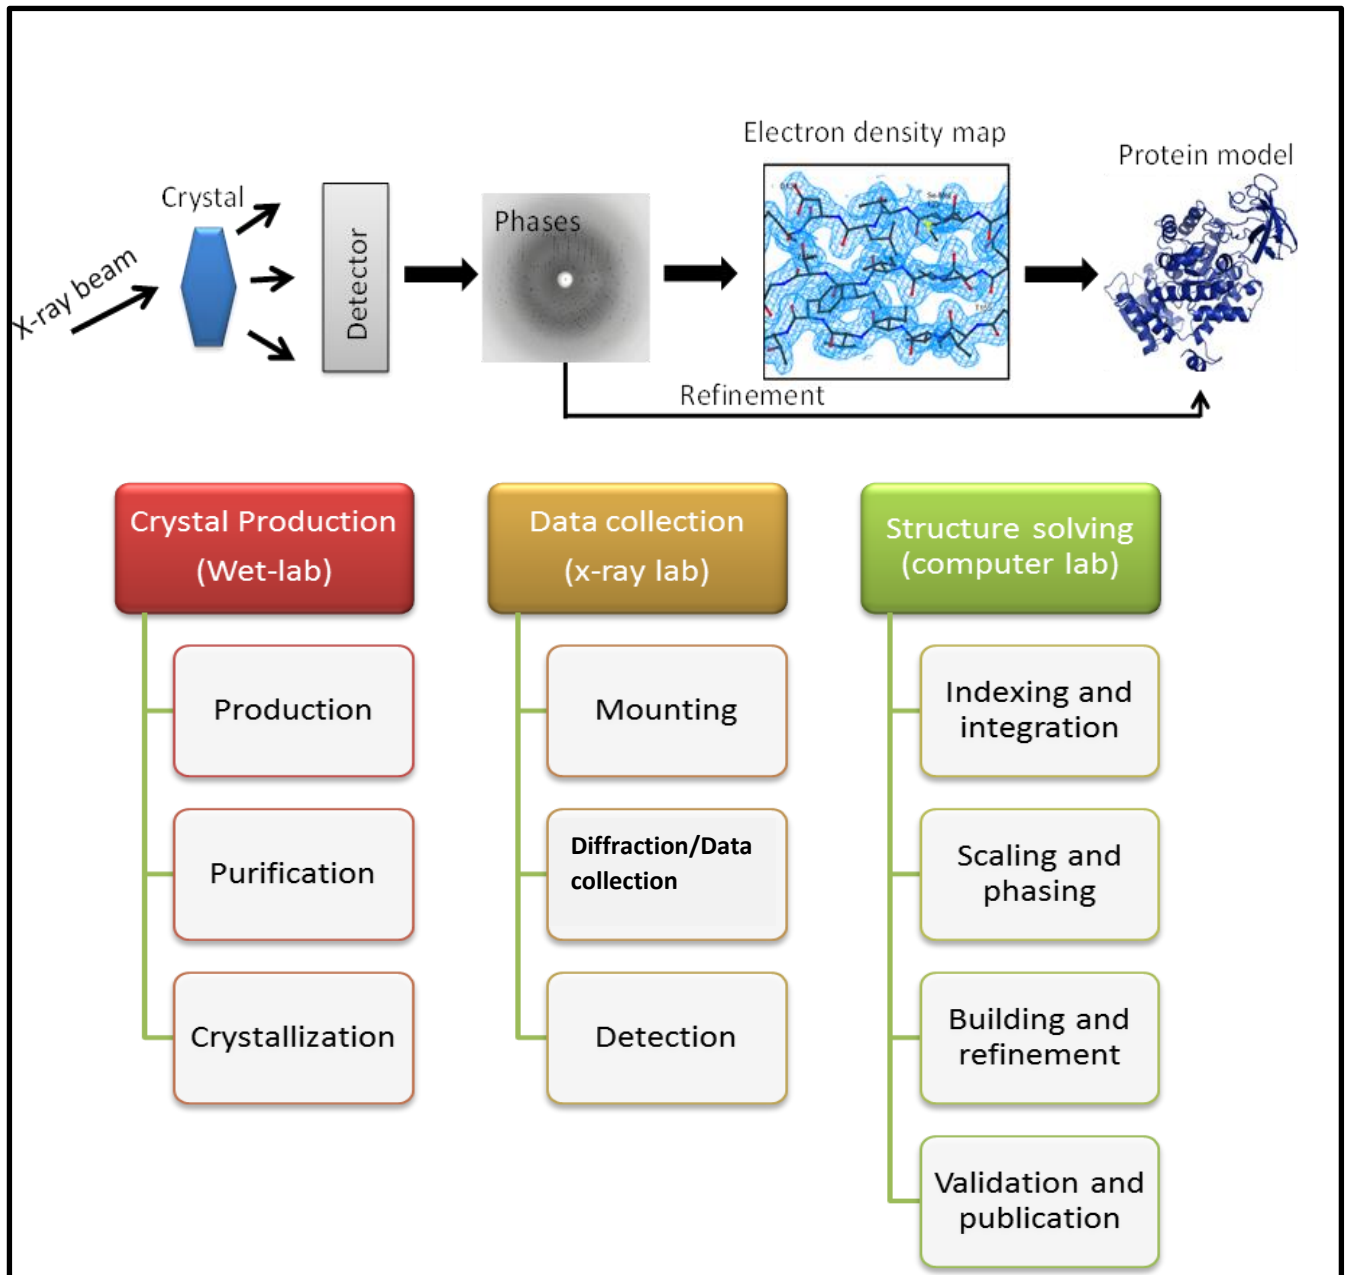 Electron density map
Protein model
Crystal
X-ray beam
Detector
Phases
Refinement
Crystal Production
(Wet-lab)
Production
Purification
Crystallization
Data collection
(x-ray lab)
Mounting
Diffraction/Data
collection
Detection
Structure solving
(computer lab)
Indexing and
integration
Scaling and
phasing
Building and
refinement
Validation and
publication